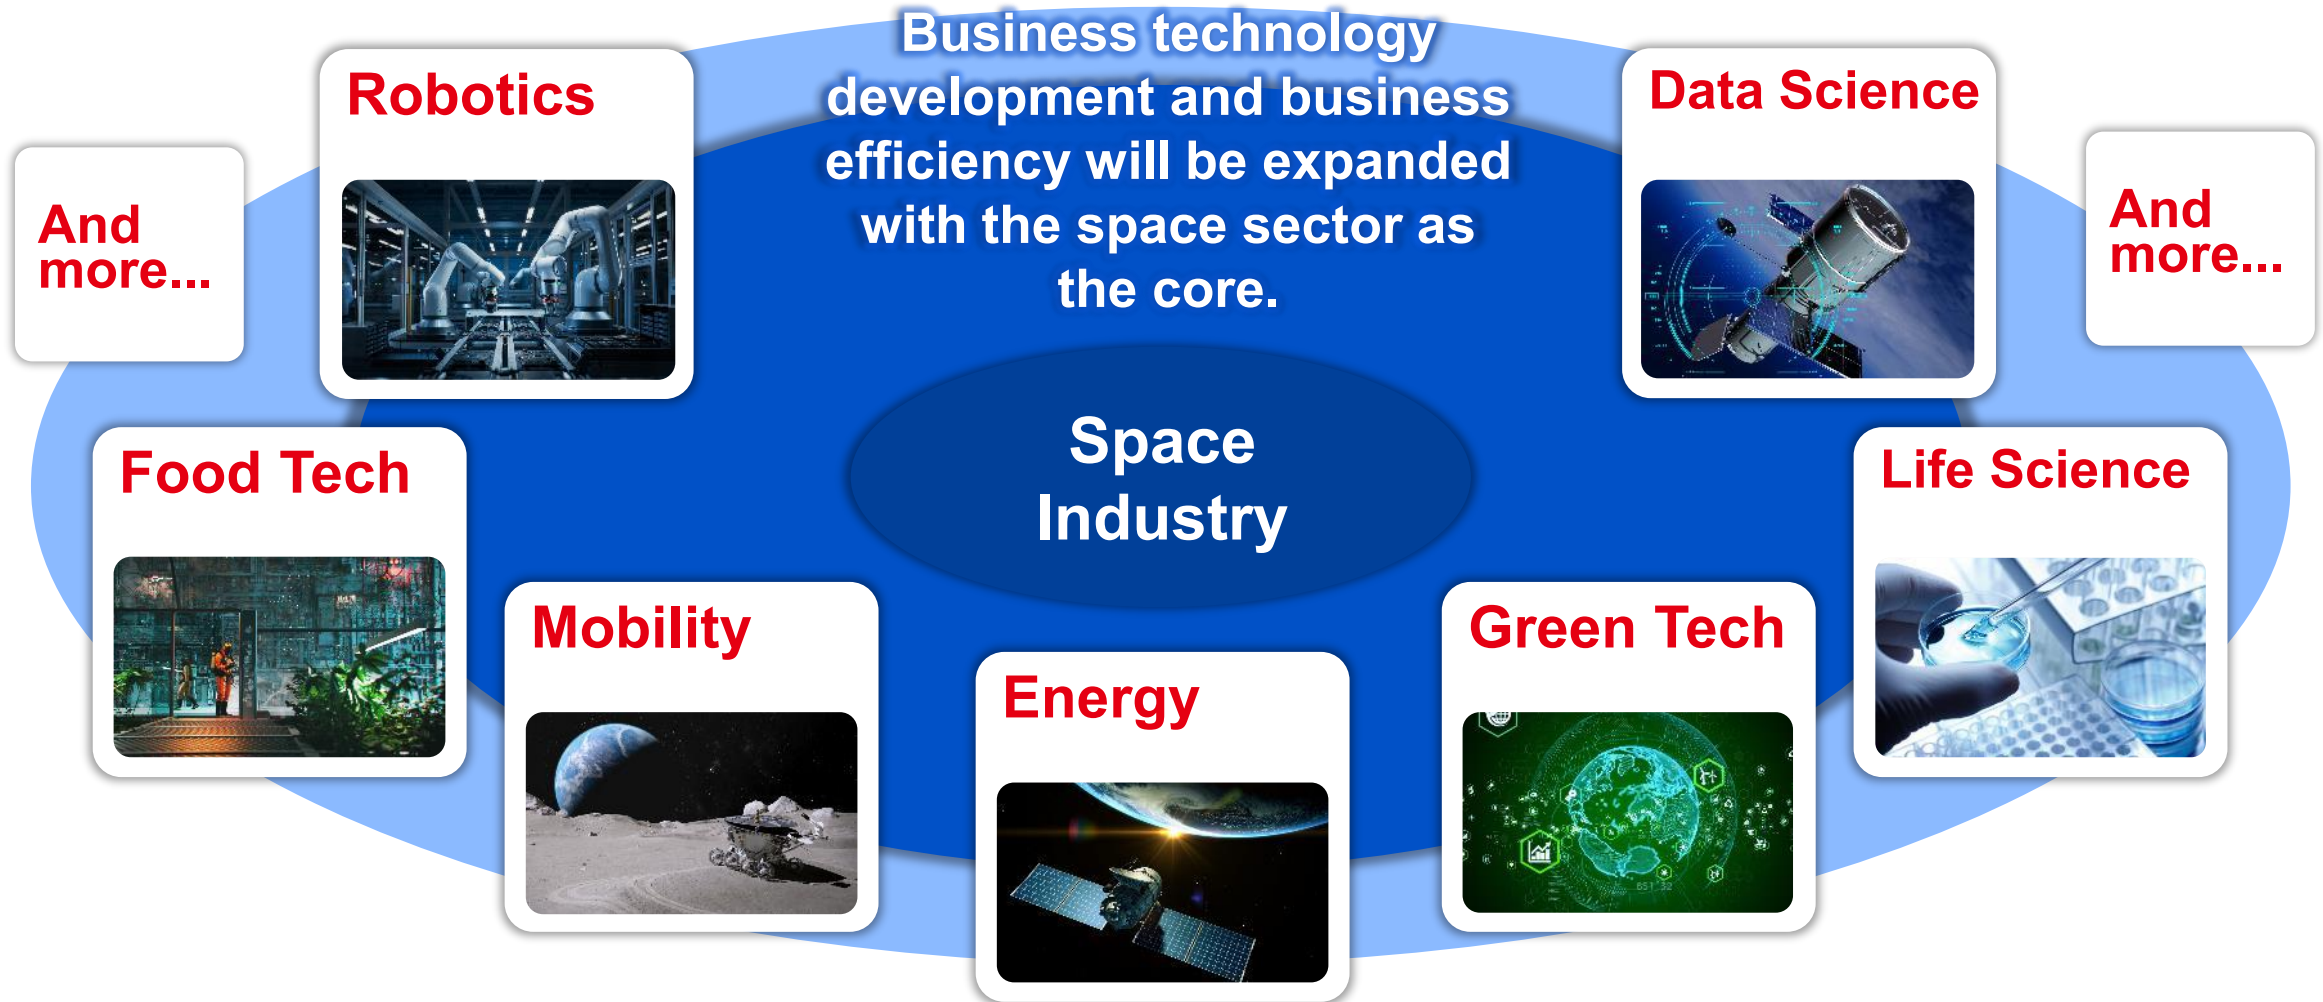 Business technology
development and business
efficiency will be expanded
with the space sector as
the core.
Robotics
Data Science
And
more...
And
more...
Space
Industry
Food Tech
Life Science
Mobility
Green Tech
Energy